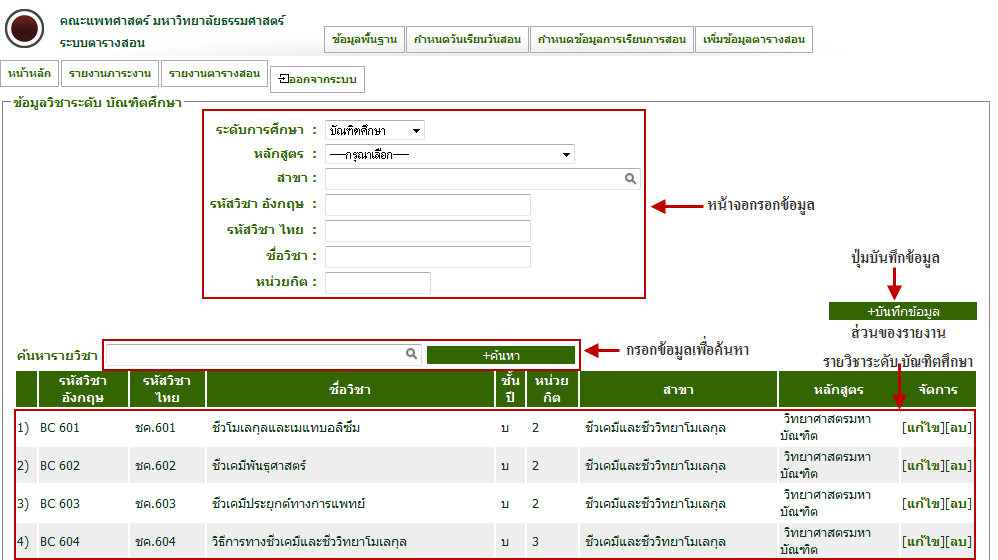 คณะแพทศาสตร์ มหาวิทยาลัยธรรมศาสตร์
ระบบตารางสอน
ข้อมูลพื้นฐาน กำหนดวันเรียนวันสอน กำหนดข้อมูลการเรียนการสอน เพิ่มข้อมูลตารางสอน
หน้าหลัก รายงานภาระงาน รายงานตารางสอน ออกจากระบบ
ข้อมูลวิชาระดับ บัณฑิตศึกษา
ระดับการศึกษา : บัณฑิตศึกษา
หลักสูตร : ----กรุณาเลือก----
สาขา :
รหัสวิชา อังกฤษ :
หน้าจอกรอกข้อมูล
รหัสวิชา ไทย :
ชื่อวิชา :
ปุ่มบันทึกข้อมูล
หน่วยกิต :
+บันทึกข้อมูล
ส่วนของรายงาน
รายวิชาระดับ บัณฑิตศึกษา
ค้นหารายวิชา +ค้นหา กรอกข้อมูลเพื่อค้นหา
รหัสวิชา อังกฤษ รหัสวิชา ไทย ชื่อวิชา ชั้น ปี หน่วย กิต สาขา หลักสูตร จัดการ
1) BC 601 ชค.601 ชีวโมเลกุลและเมแทบอลิซึม บ 2 ชีวเคมีและชีววิทยาโมเลกุล วิทยาศาสตรมหา บัณฑิต [แก้ไข][ลบ]
2) BC 602 ชค.602 ชีวเคมีพันธุศาสตร์ บ 2 ชีวเคมีและชีววิทยาโมเลกุล วิทยาศาสตรมหา บัณฑิต [แก้ไข][ลบ]
3) BC 603 ชค.603 ชีวเคมีประยุกต์ทางการแพทย์ บ 2 ชีวเคมีและชีววิทยาโมเลกุล วิทยาศาสตรมหา บัณฑิต [แก้ไข][ลบ]
4) BC 604 ชค.604 วิธีการทางชีวเคมีและชีววิทยาโมเลกุล บ 3 ชีวเคมีและชีววิทยาโมเลกุล วิทยาศาสตรมหา บัณฑิต [แก้ไข][ลบ]